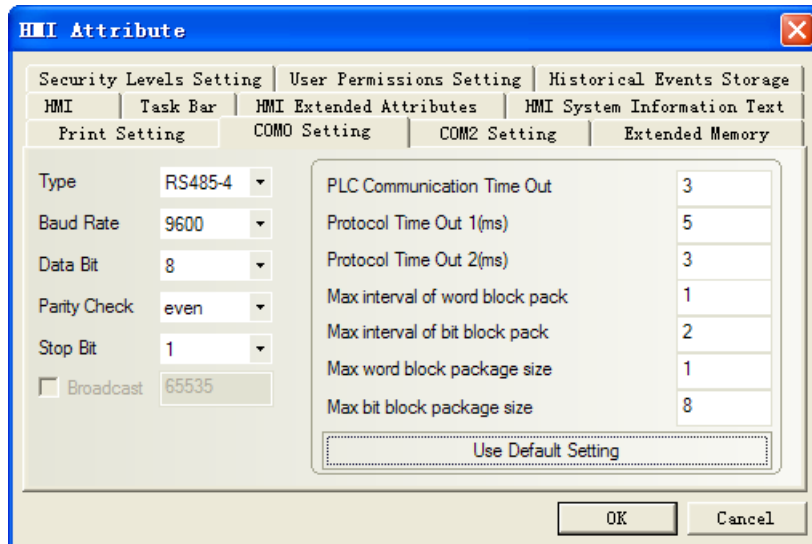 HMI Attribute
Security Levels Setting User Permissions Setting Historical Events Storage
HMI Task Bar HMI Extended Attributes HMI System Information Text
Print Setting COM0 Setting COM2 Setting Extended Memory
Type RS485-4
Baud Rate 9600
Data Bit 8
Parity Check even
Stop Bit 1
Broadcast 65535
PLC Communication Time Out 3
Protocol Time Out 1(ms) 5
Protocol Time Out 2(ms) 3
Max interval of word block pack 1
Max interval of bit block pack 2
Max word block package size 1
Max bit block package size 8
Use Default Setting
OK Cancel